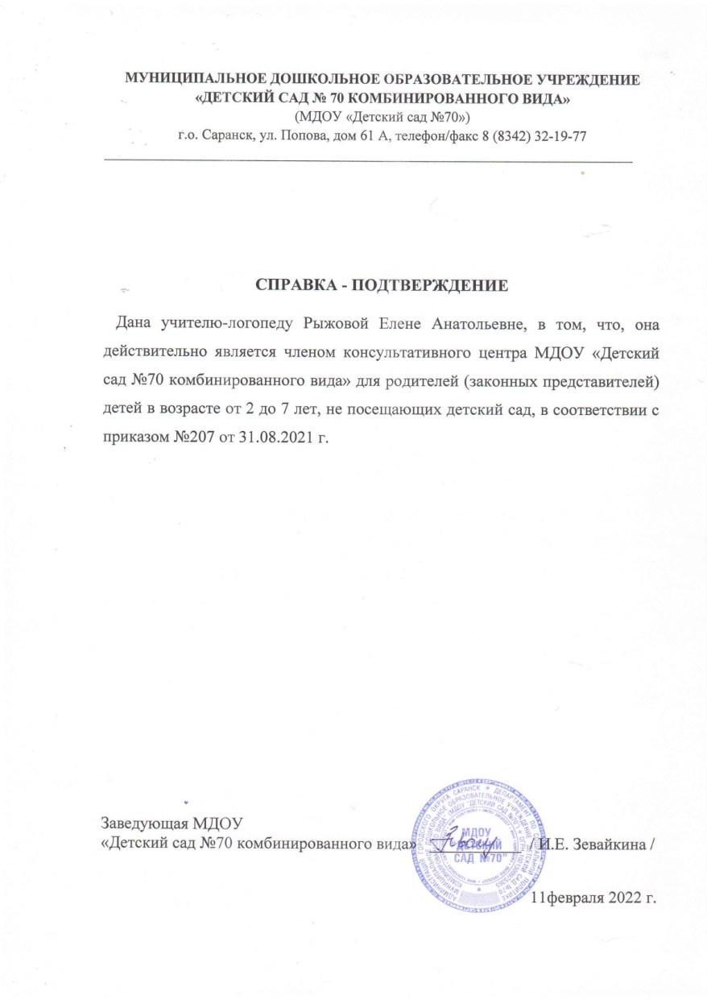 МУНИЦИПАЛЬНОЕ ДОШКОЛЬНОЕ ОБРАЗОВАТЕЛЬНОЕ УЧРЕЖДЕНИЕ
«ДЕТСКИЙ САД № 70 КОМБИНИРОВАННОГО ВИДА»
(МДОУ «Детский сад №70»)
г.о. Саранск, ул. Попова, дом 61 А, телефон/факс 8 (8342) 32-19-77
СПРАВКА - ПОДТВЕРЖДЕНИЕ
Дана учителю-логопеду Рыжовой Елене Анатольевне, в том, что, она
действительно является членом консультативного центра МДОУ «Детский
сад №70 комбинированного вида» для родителей (законных представителей)
детей в возрасте от 2 до 7 лет, не посещающих детский сад, в соответствии с
приказом №207 от 31.08.2021 г.
Заведующая МДОУ
«Детский сад №70 комбинированного вида» / И.Е. Зевайкина /
МДОУ
"ДЕТСКИЙ
САД №70"
11февраля 2022 г.